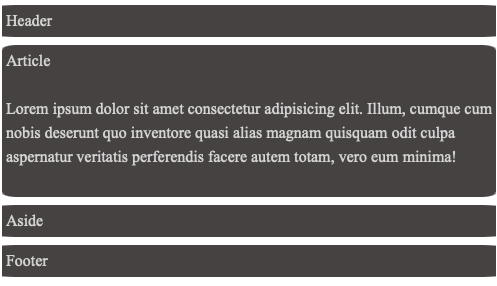 Header
Article
Lorem ipsum dolor sit amet consectetur adipisicing elit. Illum, cumque cum
nobis deserunt quo inventore quasi alias magnam quisquam odit culpa
aspernatur veritatis perferendis facere autem totam, vero eum minima!
Aside
Footer